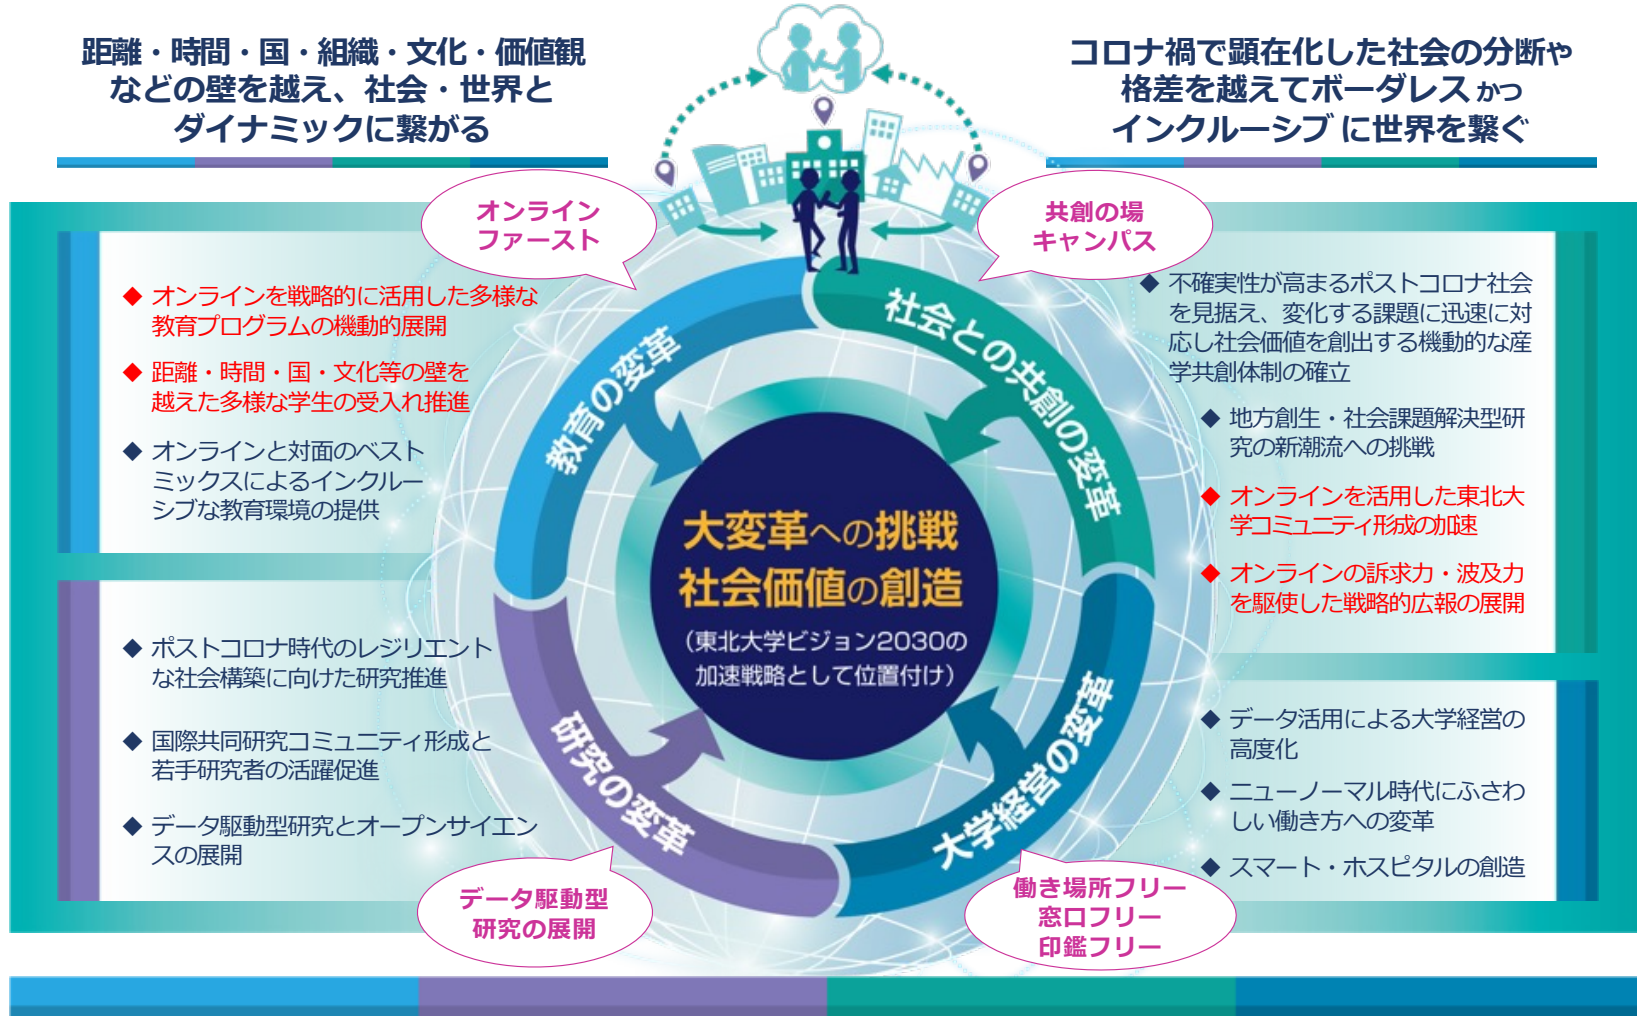 距離・時間・国・組織・文化・価値観
などの壁を越え、社会・世界と
ダイナミックに繋がる
コロナ禍で顕在化した社会の分断や
格差を越えてボーダレスかつ
インクルーシブに世界を繋ぐ
オンライン
ファースト
共創の場
キャンパス
◆ オンラインを戦略的に活用した多様な
教育プログラムの機動的展開
◆ 距離・時間・国・文化等の壁を
越えた多様な学生の受入れ推進
◆ オンラインと対面のベスト
ミックスによるインクルー
シブな教育環境の提供
教育の変革
社会との共創の変革
◆ 不確実性が高まるポストコロナ社会
を見据え、変化する課題に迅速に対
応し社会価値を創出する機動的な産
学共創体制の確立
◆ 地方創生・社会課題解決型研
究の新潮流への挑戦
◆ オンラインを活用した東北大
学コミュニティ形成の加速
◆ オンラインの訴求力・波及力
を駆使した戦略的広報の展開
大変革への挑戦
社会価値の創造
（東北大学ビジョン2030の
加速戦略として位置付け）
◆ ポストコロナ時代のレジリエント
な社会構築に向けた研究推進
◆ 国際共同研究コミュニティ形成と
若手研究者の活躍促進
◆ データ駆動型研究とオープンサイエン
スの展開
研究の変革
大学経営の変革
◆ データ活用による大学経営の
高度化
◆ ニューノーマル時代にふさわ
しい働き方への変革
◆ スマート・ホスピタルの創造
データ駆動型
研究の展開
働き場所フリー
窓口フリー
印鑑フリー